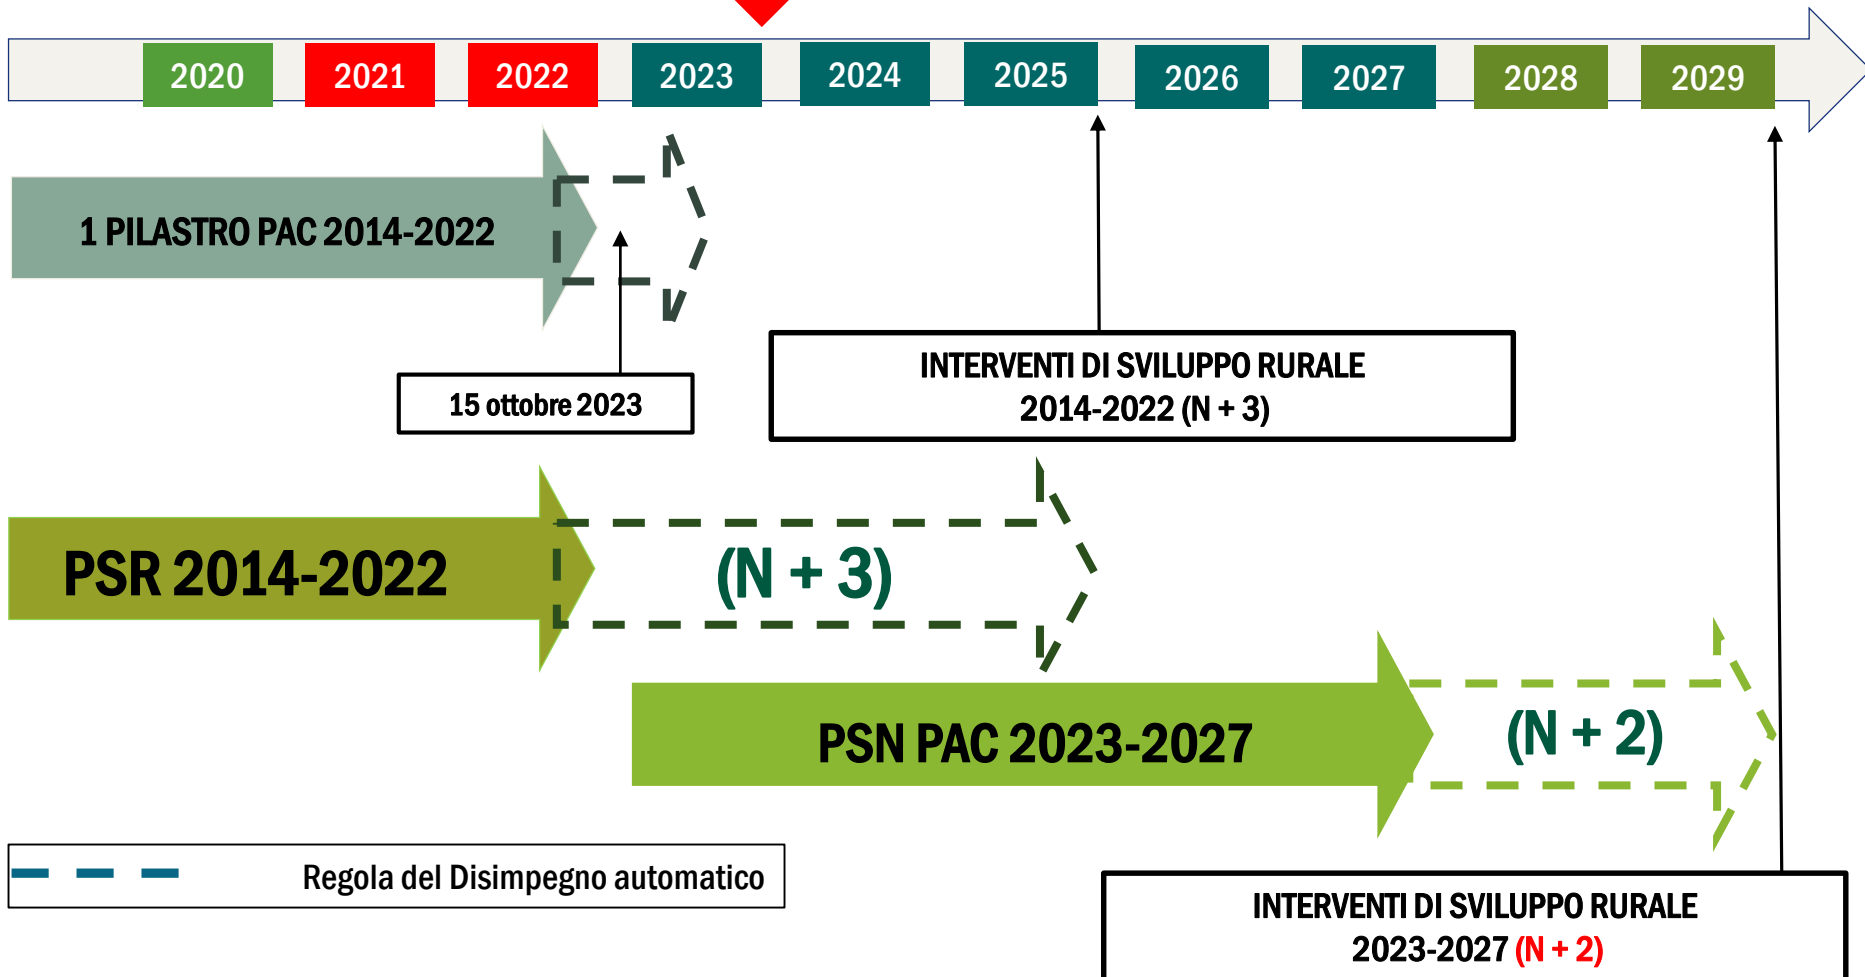 2020 2021 2022 2023 2024 2025 2026 2027 2028 2029
1 PILASTRO PAC 2014-2022
15 ottobre 2023
INTERVENTI DI SVILUPPO RURALE
2014-2022 (N + 3)
PSR 2014-2022
(N + 3)
PSN PAC 2023-2027
(N + 2)
Regola del Disimpegno automatico
INTERVENTI DI SVILUPPO RURALE
2023-2027 (N + 2)